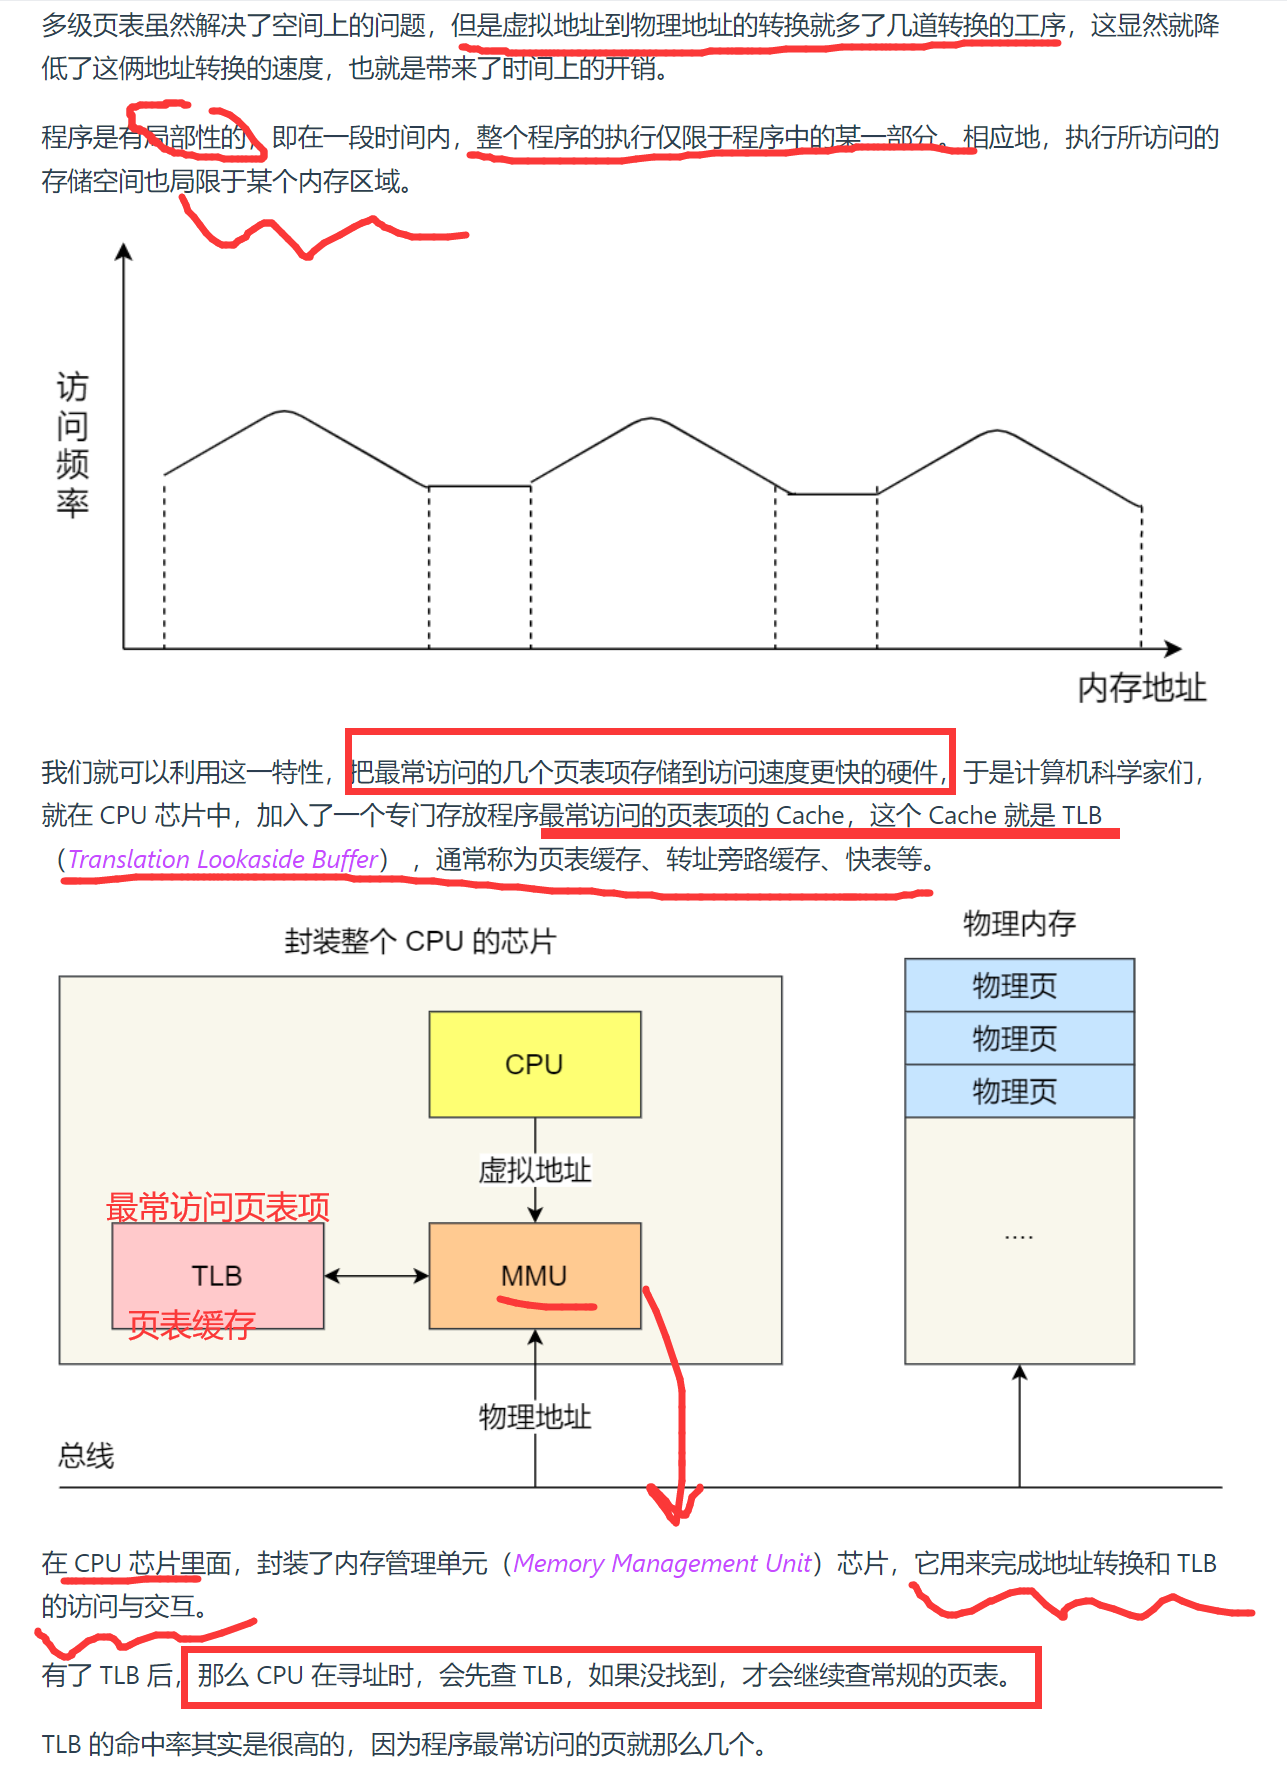 多级页表虽然解决了空间上的问题，但是虚拟地址到物理地址的转换就多了几道转换的工序，这显然就降
低了这俩地址转换的速度，也就是带来了时间上的开销。
程序是有局部性的，即在一段时间内，整个程序的执行仅限于程序中的某一部分。相应地，执行所访问的
存储空间也局限于某个内存区域。
访问频率
内存地址
我们就可以利用这一特性，把最常访问的几个页表项存储到访问速度更快的硬件，于是计算机科学家们，
就在 CPU 芯片中，加入了一个专门存放程序最常访问的页表项的 Cache，这个 Cache 就是 TLB
（Translation Lookaside Buffer），通常称为页表缓存、转址旁路缓存、快表等。
封装整个 CPU 的芯片
物理内存
物理页
物理页
物理页
....
CPU
虚拟地址
最常访问页表项
TLB
页表缓存
MMU
物理地址
总线
在 CPU 芯片里面，封装了内存管理单元（Memory Management Unit）芯片，它用来完成地址转换和 TLB
的访问与交互。
有了 TLB 后，那么 CPU 在寻址时，会先查 TLB，如果没找到，才会继续查常规的页表。
TLB 的命中率其实是很高的，因为程序最常访问的页就那么几个。